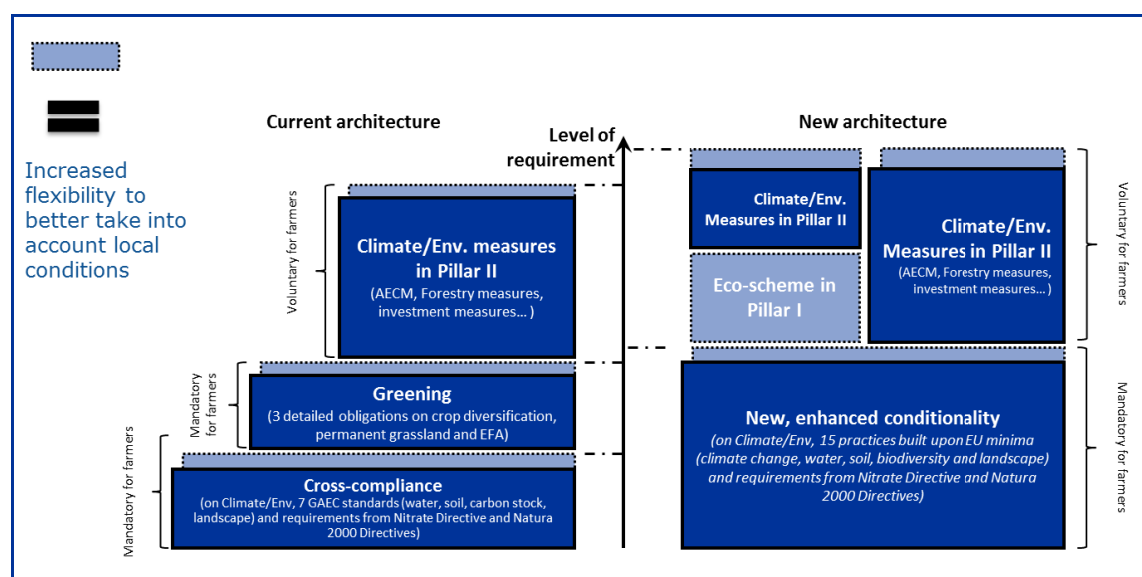 Increased
flexibility to
better take into
account local
conditions
Current architecture
Level of
requirement
New architecture
Voluntary for farmers
Climate/Env. measures
in Pillar II
(AECM, Forestry measures,
investment measures... )
Mandatory
for farmers
Greening
(3 detailed obligations on crop diversification,
permanent grassland and EFA)
Mandatory for farmers
Cross-compliance
(on Climate/Env, 7 GAEC standards (water, soil, carbon stock,
landscape) and requirements from Nitrate Directive and Natura
2000 Directives)
Climate/Env.
Measures in Pillar II
Eco-scheme in
Pillar I
Climate/Env.
Measures in Pillar II
(AECM, Forestry measures,
investment measures... )
Voluntary for farmers
New, enhanced conditionality
(on Climate/Env, 15 practices built upon EU minima
(climate change, water, soil, biodiversity and landscape)
and requirements from Nitrate Directive and Natura
2000 Directives)
Mandatory for farmers